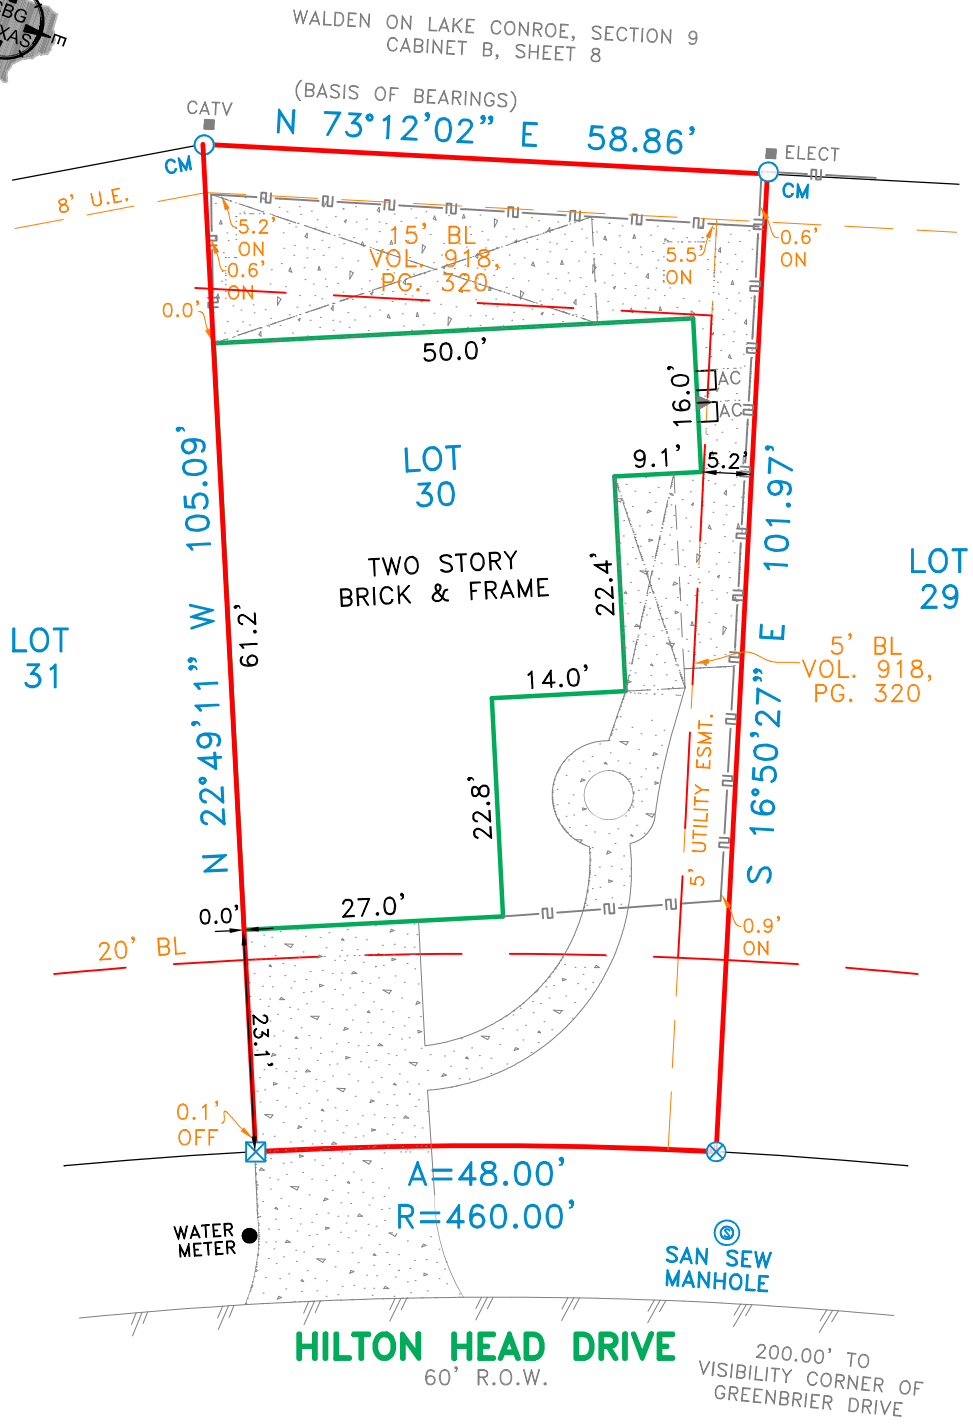 BG
XAS
E
WALDEN ON LAKE CONROE, SECTION 9
CABINET B, SHEET 8
(BASIS OF BEARINGS)
CATV
N 73°12'02" E 58.86'
ELECT
CM
CM
8' U.E.
5.2'
ON
0.6'
ON
15' BL
VOL. 918,
PG. 320
5.5'
ON
0.6'
ON
0.0'
50.0'
16.0'
AC
AC
LOT
30
9.1'
5.2'
N 22°49'11" W 105.09'
S 16°50'27" E 101.97'
TWO STORY
BRICK & FRAME
22.4'
LOT
29
LOT
31
61.2'
5' BL
VOL. 918,
PG. 320
14.0'
22.8'
5' UTILITY ESMT.
0.0'
27.0'
0.9'
ON
20' BL
23.1'
0.1'
OFF
A=48.00'
R=460.00'
WATER
METER
S
SAN SEW
MANHOLE
HILTON HEAD DRIVE
60' R.O.W.
200.00' TO
VISIBILITY CORNER OF
GREENBRIER DRIVE